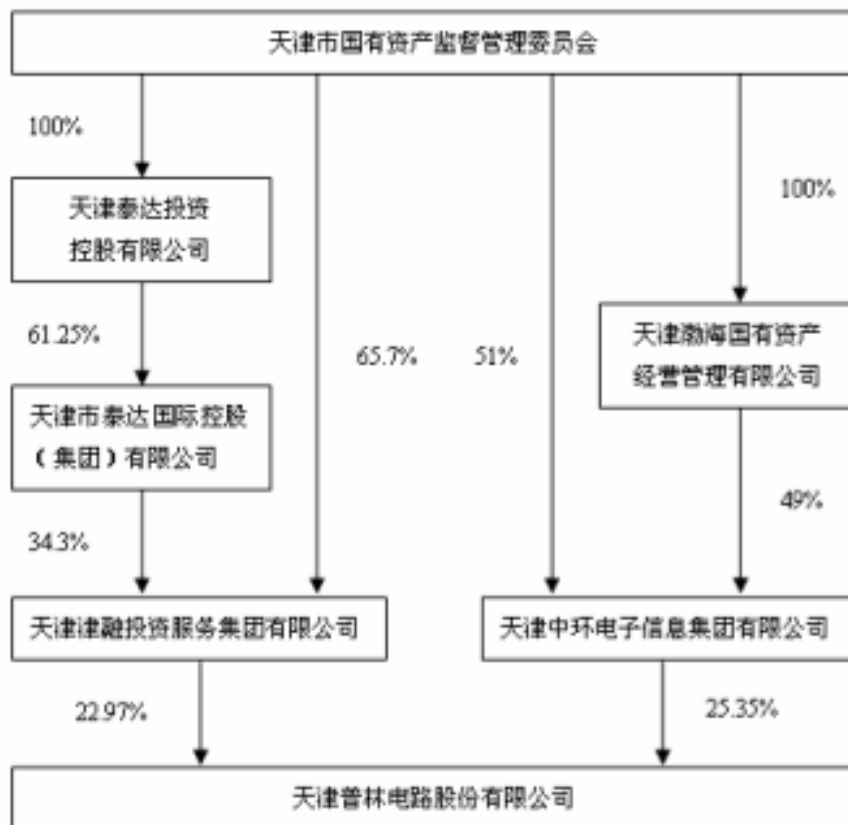 天津市国有资产监督管理委员会
100%
天津泰达投资
控股有限公司
100%
61.25%
65.7%
51%
天津渤海国有资产
经营管理有限公司
天津市泰达国际控股
（集团）有限公司
34.3%
49%
天津津融投资服务集团有限公司
天津中环电子信息集团有限公司
22.97%
25.35%
天津普林电路股份有限公司